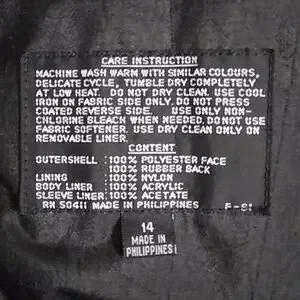 CARE INSTRUCTION
MACHINE WASH WARM WITH SIMILAR COLOURS,
DELICATE CYCLE, TUMBLE DRY COMPLETELY
AT LOW HEAT. DO NOT DRY CLEAN. USE COOL
IRON ON FABRIC SIDE ONLY. DO NOT PRESS
COATED REVERSE SIDE. USE ONLY NON-
CHLORINE BLEACH WHEN NEEDED. DO NOT USE
FABRIC SOFTENER. USE DRY CLEAN ONLY ON
REMOVABLE LINER.
CONTENT
OUTERSHELL :100% POLYESTER FACE
100% RUBBER BACK
LINING :100% NYLON
BODY LINER :100% ACRYLIC
SLEEVE LINER:100% ACETATE
RN 50411 MADE IN PHILIPPINES F-81
14
MADE IN
PHILIPPINES